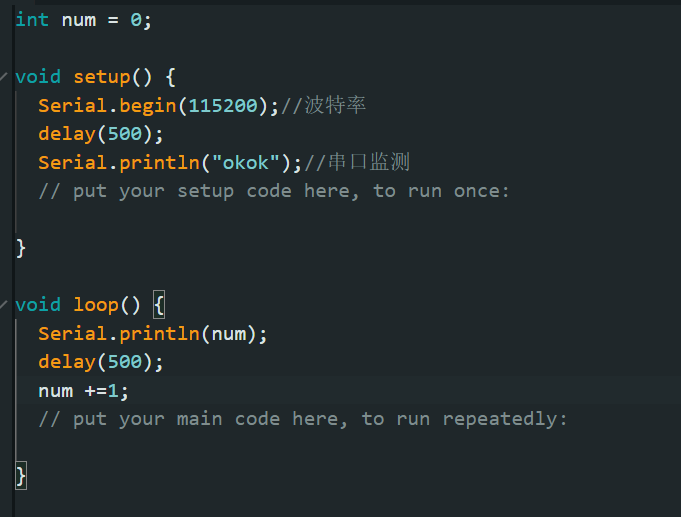 int num = 0;
void setup() {
Serial.begin(115200);//波特率
delay(500);
Serial.println("okok");//串口监测
// put your setup code here, to run once:
}
void loop() {
Serial.println(num);
delay(500);
num +=1;
// put your main code here, to run repeatedly:
}